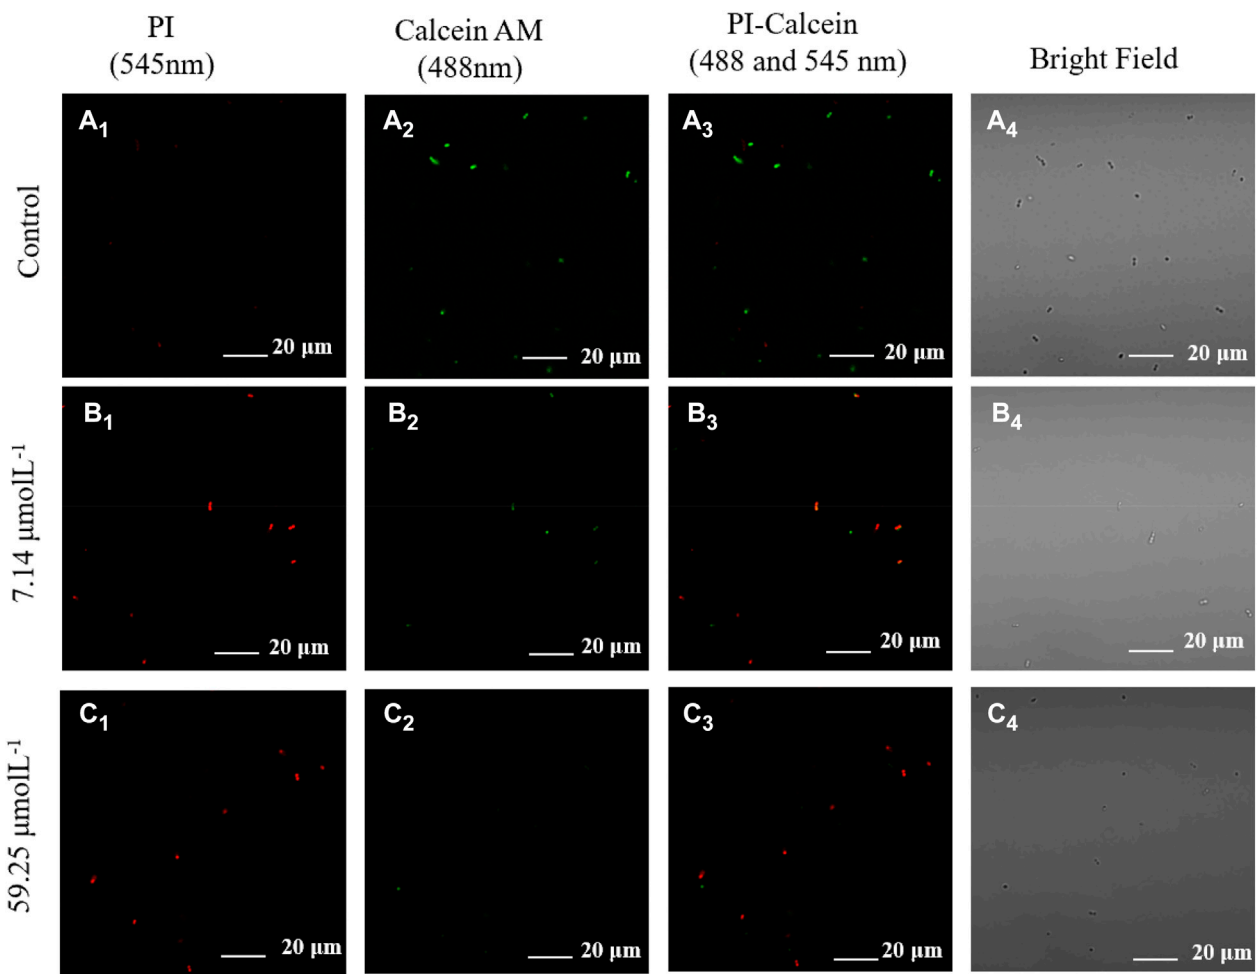 PI
(545nm)
Calcein AM
(488nm)
PI-Calcein
(488 and 545 nm)
Bright Field
Control
A₁
20 μm
A₂
20 μm
A₃
20 μm
A₄
20 μm
7.14 μmolL⁻¹
B₁
20 μm
B₂
20 μm
B₃
20 μm
B₄
20 μm
59.25 μmolL⁻¹
C₁
20 μm
C₂
20 μm
C₃
20 μm
C₄
20 μm